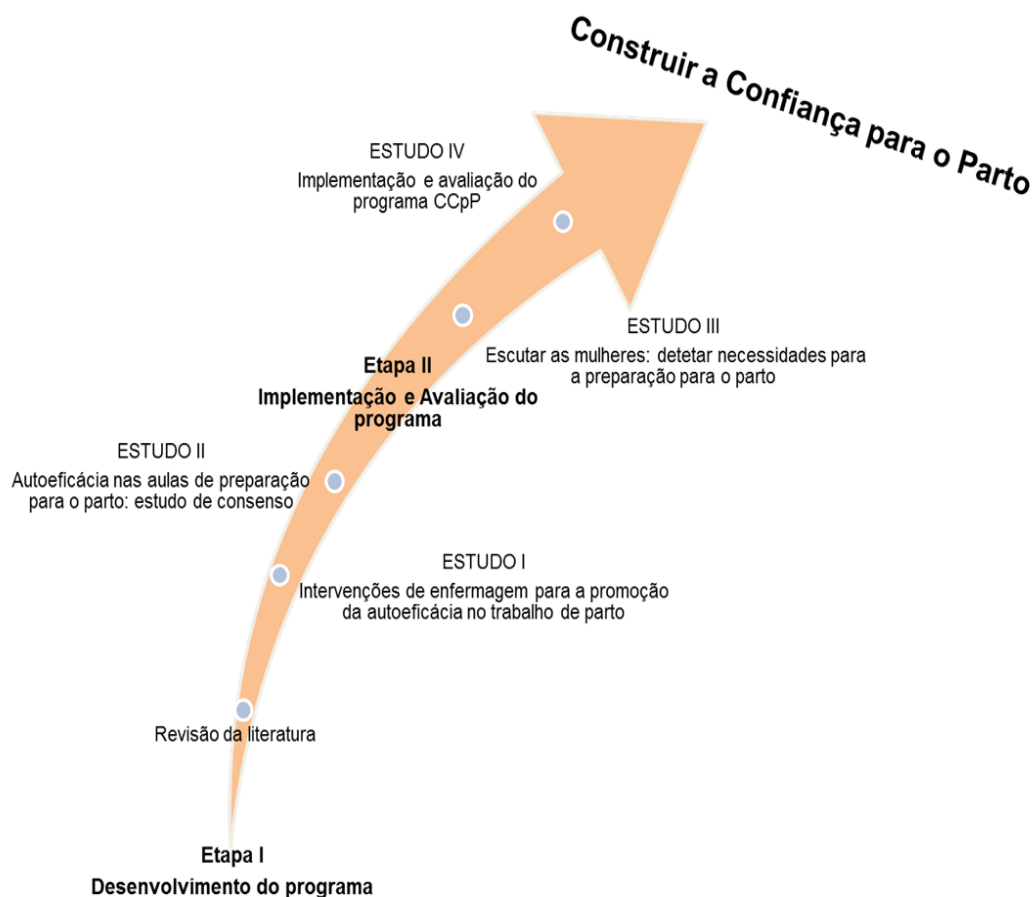 Construir a Confiança para o Parto
ESTUDO IV
Implementação e avaliação do
programa CCpP
ESTUDO III
Escutar as mulheres: detetar necessidades para
a preparação para o parto
Etapa II
Implementação e Avaliação do
programa
ESTUDO II
Autoeficácia nas aulas de preparação
para o parto: estudo de consenso
ESTUDO I
Intervenções de enfermagem para a promoção
da autoeficácia no trabalho de parto
Revisão da literatura
Etapa I
Desenvolvimento do programa